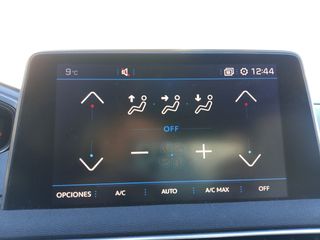 9°C 12:44
OFF
OPCIONES A/C AUTO A/C MAX OFF